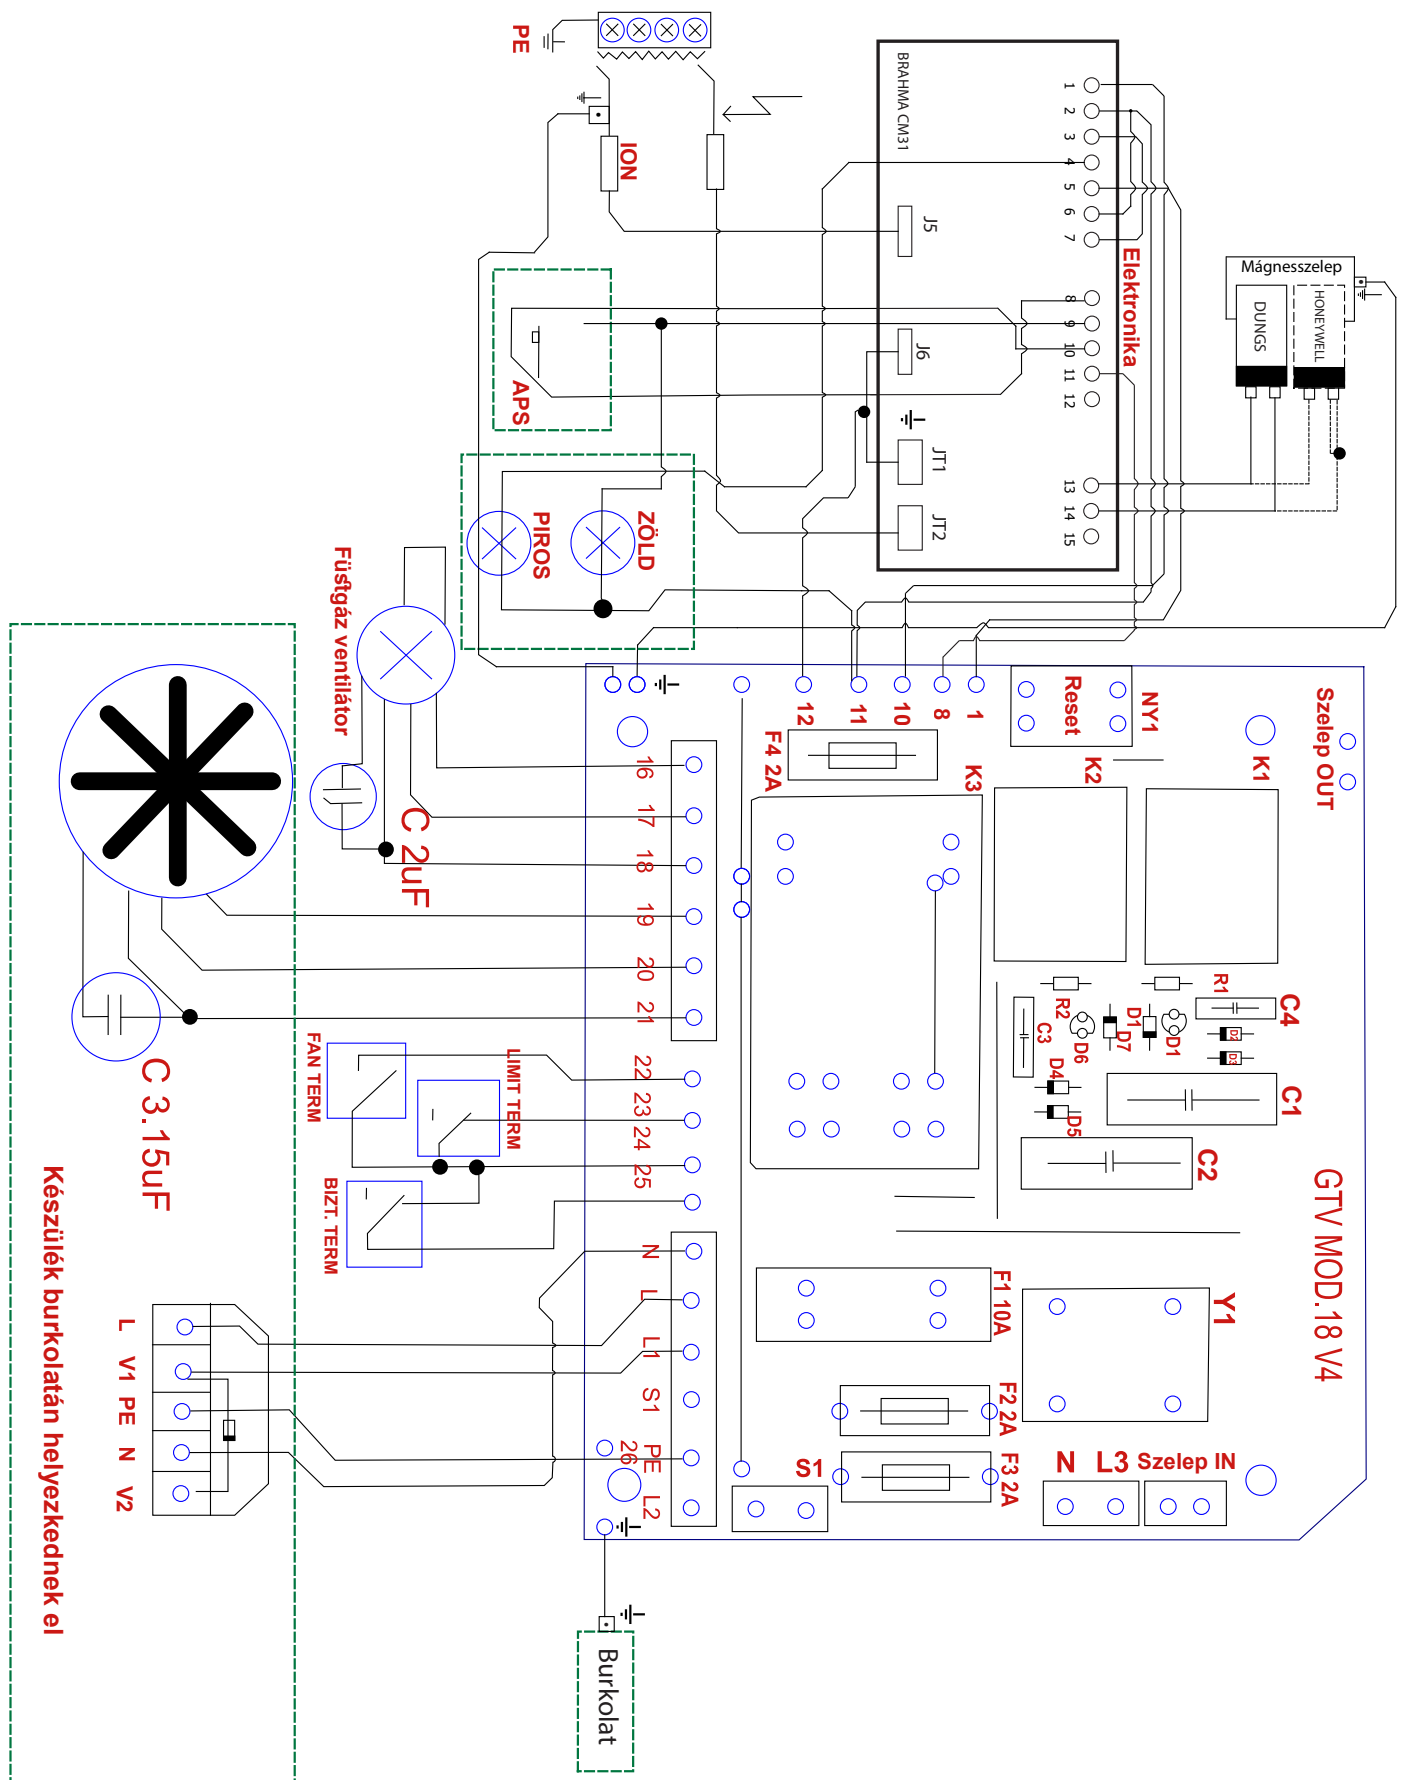 PE
ION
BRAHMA CM31
J5
J6
JT1
JT2
1
2
3
4
5
6
7
8
9
10
11
12
13
14
15
Elektronika
Mágnesszelep
DUNGS
HONEYWELL
APS
PIROS
ZÖLD
Füstgáz ventilátor
C 2uF
C 3.15uF
FAN TERM
LIMIT TERM
BIZT. TERM
Készülék burkolatán helyezkednek el
L
V1
PE
N
V2
12
11
10
8
1
16
17
18
19
20
21
22
23
24
25
N
L
L1
S1
PE
26
L2
F4 2A
K3
Reset
NY1
K2
K1
Szelep OUT
R2
R1
C3
C4
D6
D7
D1
D1
D2
D3
D4
D5
C1
C2
GTV MOD.18 V4
F1 10A
Y1
F2 2A
F3 2A
S1
N
L3
Szelep IN
Burkolat